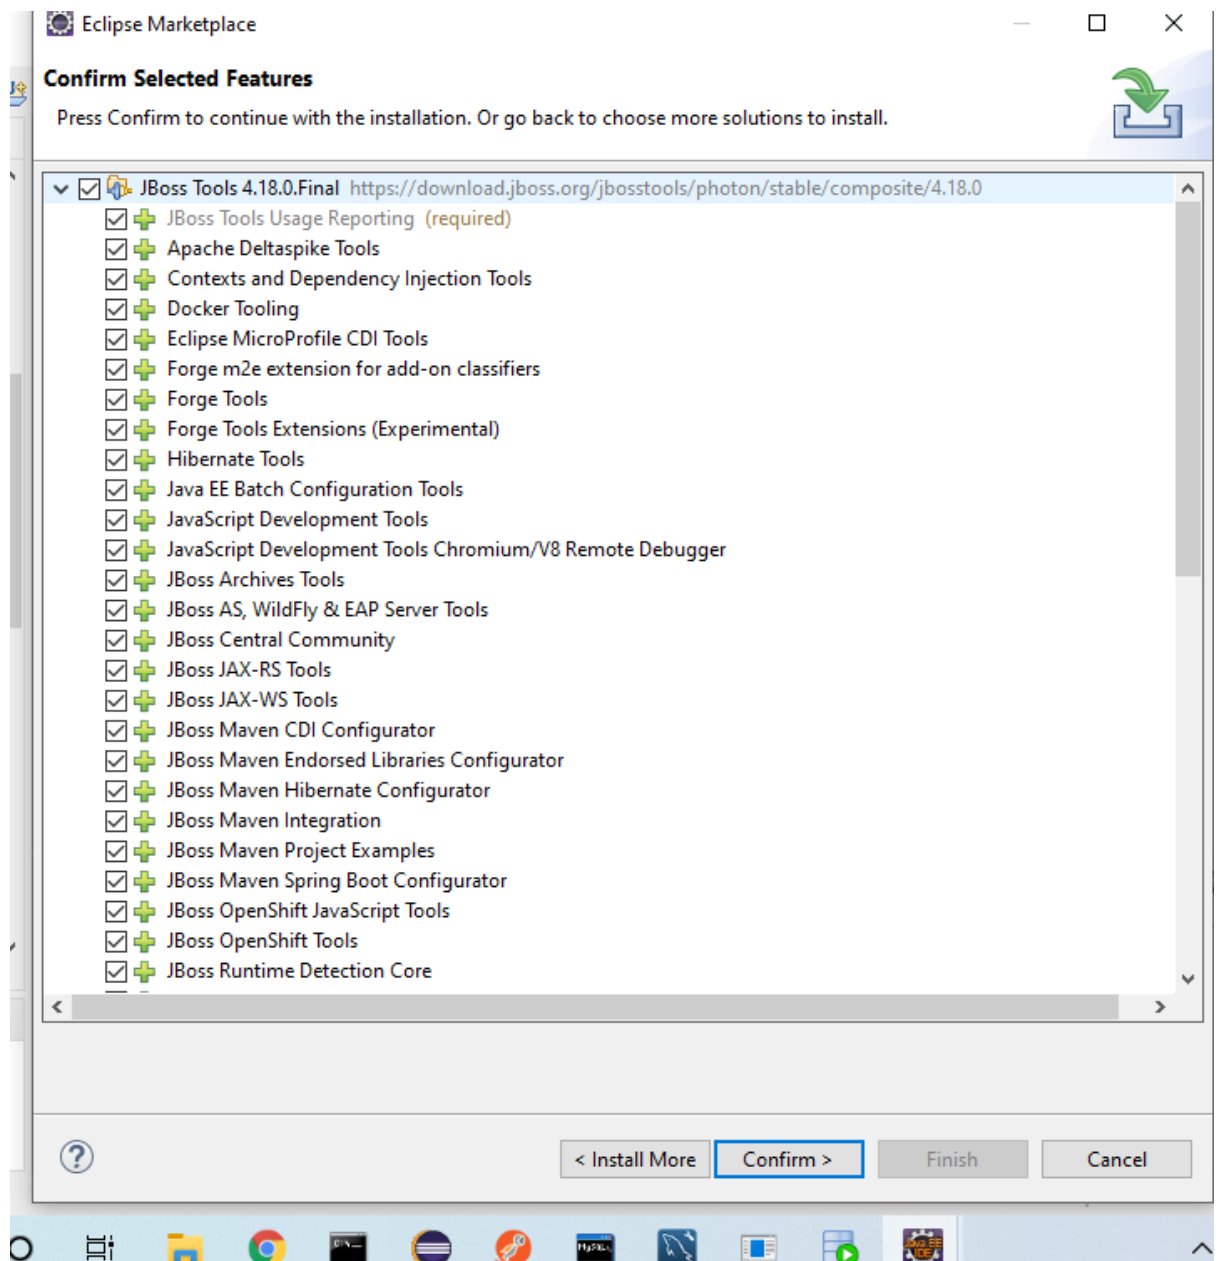 Eclipse Marketplace
Confirm Selected Features
Press Confirm to continue with the installation. Or go back to choose more solutions to install.
JBoss Tools 4.18.0.Final https://download.jboss.org/jbosstools/photon/stable/composite/4.18.0
JBoss Tools Usage Reporting (required)
Apache Deltaspike Tools
Contexts and Dependency Injection Tools
Docker Tooling
Eclipse MicroProfile CDI Tools
Forge m2e extension for add-on classifiers
Forge Tools
Forge Tools Extensions (Experimental)
Hibernate Tools
Java EE Batch Configuration Tools
JavaScript Development Tools
JavaScript Development Tools Chromium/V8 Remote Debugger
JBoss Archives Tools
JBoss AS, WildFly & EAP Server Tools
JBoss Central Community
JBoss JAX-RS Tools
JBoss JAX-WS Tools
JBoss Maven CDI Configurator
JBoss Maven Endorsed Libraries Configurator
JBoss Maven Hibernate Configurator
JBoss Maven Integration
JBoss Maven Project Examples
JBoss Maven Spring Boot Configurator
JBoss OpenShift JavaScript Tools
JBoss OpenShift Tools
JBoss Runtime Detection Core
? < Install More Confirm > Finish Cancel
Java EE
IDE